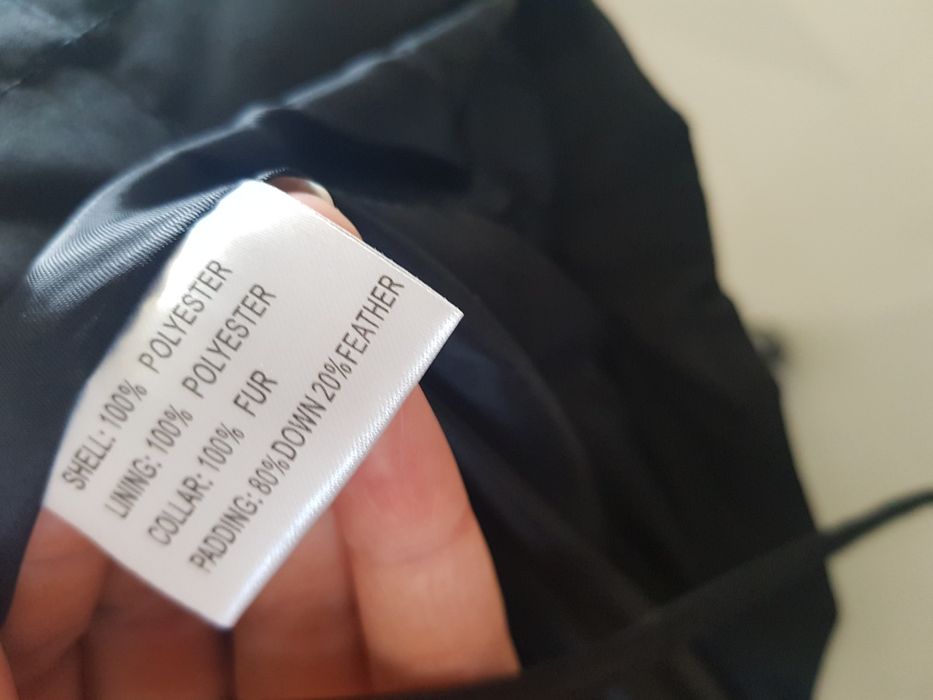 SHELL: 100% POLYESTER
LINING: 100% POLYESTER
COLLAR: 100% FUR
PADDING: 80%DOWN 20%FEATHER